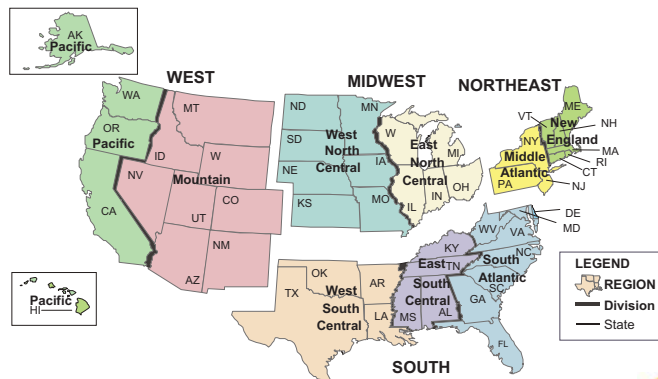 AK
Pacific
WEST
MIDWEST
NORTHEAST
WA
MT
ND
MN
ME
VT
New
NH
OR
Pacific
ID
W
SD
West
North
Central
W
East
North
Central
MI
NY
England
MA
Middle
Atlantic
RI
CT
NV
Mountain
NE
IA
PA
NJ
CA
UT
CO
KS
MO
IL
IN
OH
AZ
NM
WV
VA
DE
MD
KY
NC
OK
AR
East
TN
South
Atlantic
TX
West
South
Central
South
Central
SC
LA
MS
AL
GA
FL
Pacific
HI
SOUTH
LEGEND
REGION
Division
State